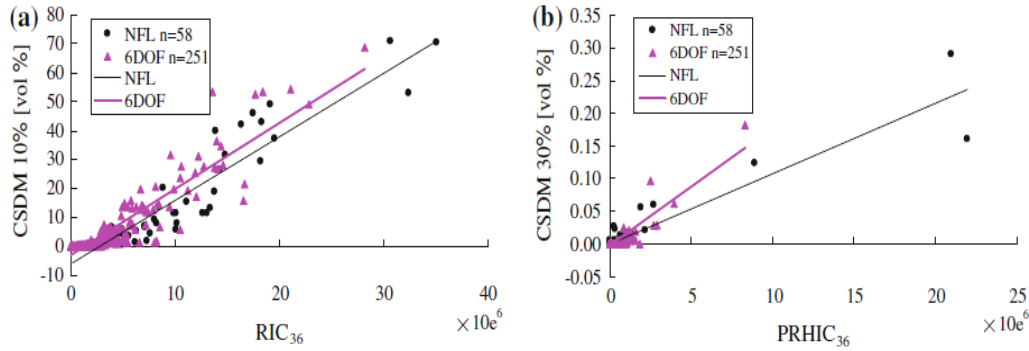 (a)
80
70
60
50
40
30
20
10
0
-10
CSDM 10% [vol %]
NFL n=58
6DOF n=251
NFL
6DOF
0 10 20 30 40
×10e⁶
RIC₃₆
(b)
0.35
0.30
0.25
0.20
0.15
0.10
0.05
0.00
-0.05
CSDM 30% [vol %]
NFL n=58
6DOF n=251
NFL
6DOF
0 5 10 15 20 25
×10e⁶
PRHIC₃₆